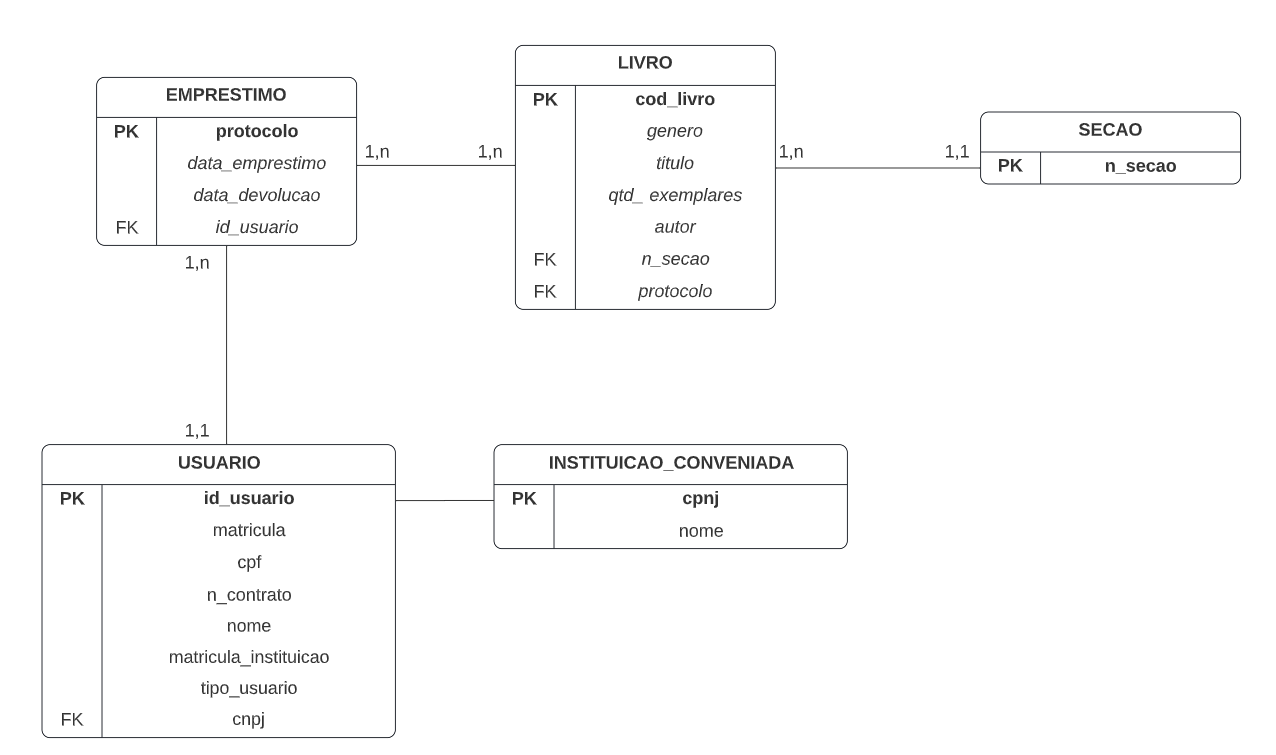 EMPRESTIMO
PK protocolo
data_emprestimo
data_devolucao
FK id_usuario
1,n
1,n
LIVRO
PK cod_livro
genero
titulo
qtd_ exemplares
autor
FK n_secao
FK protocolo
1,n
1,1
SECAO
PK n_secao
1,n
1,1
USUARIO
PK id_usuario
matricula
cpf
n_contrato
nome
matricula_instituicao
tipo_usuario
FK cnpj
INSTITUICAO_CONVENIADA
PK cpnj
nome